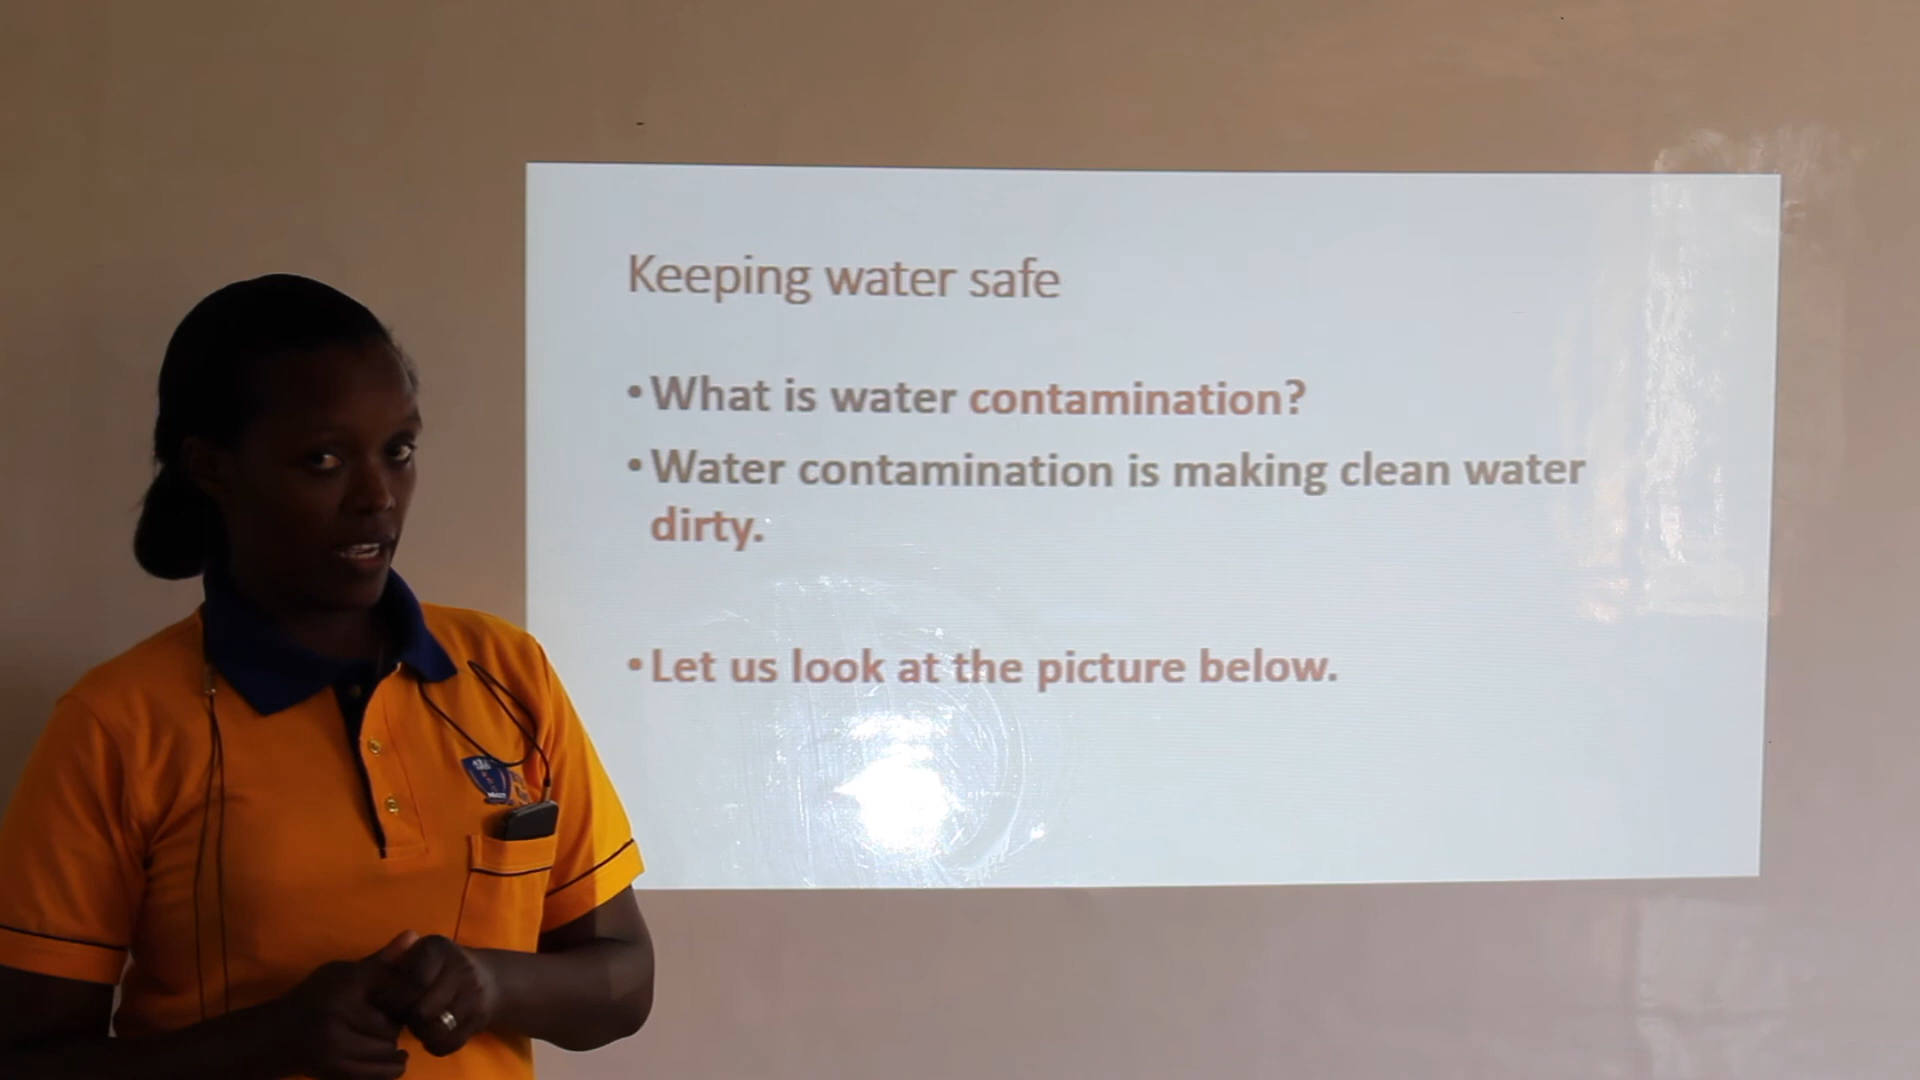 Keeping water safe
• What is water contamination?
• Water contamination is making clean water
dirty.
• Let us look at the picture below.